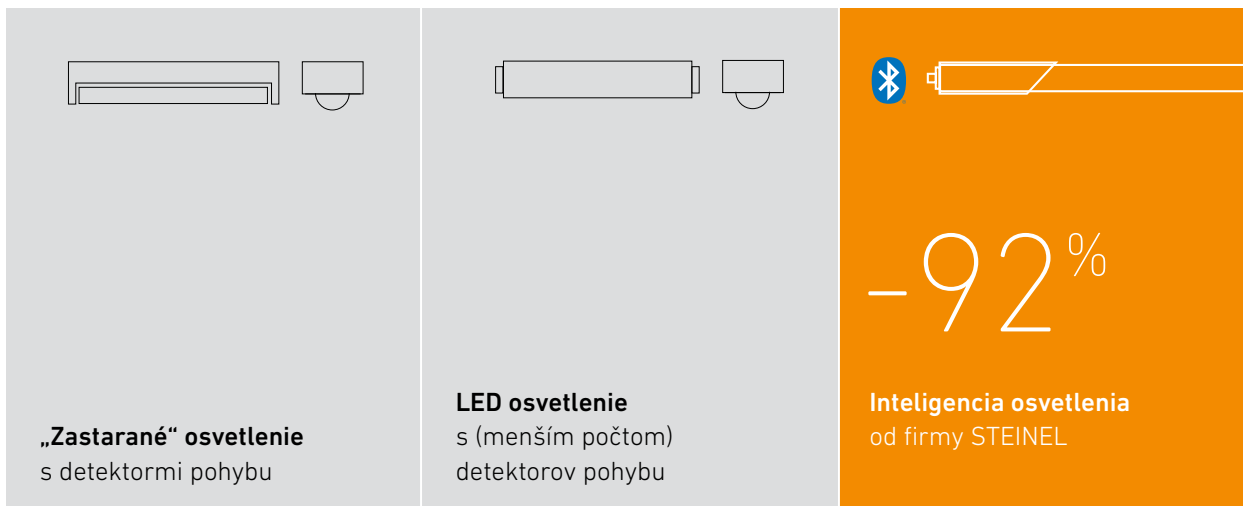 „Zastarané“ osvetlenie
s detektormi pohybu
LED osvetlenie
s (menším počtom)
detektorov pohybu
–92%
Inteligencia osvetlenia
od firmy STEINEL